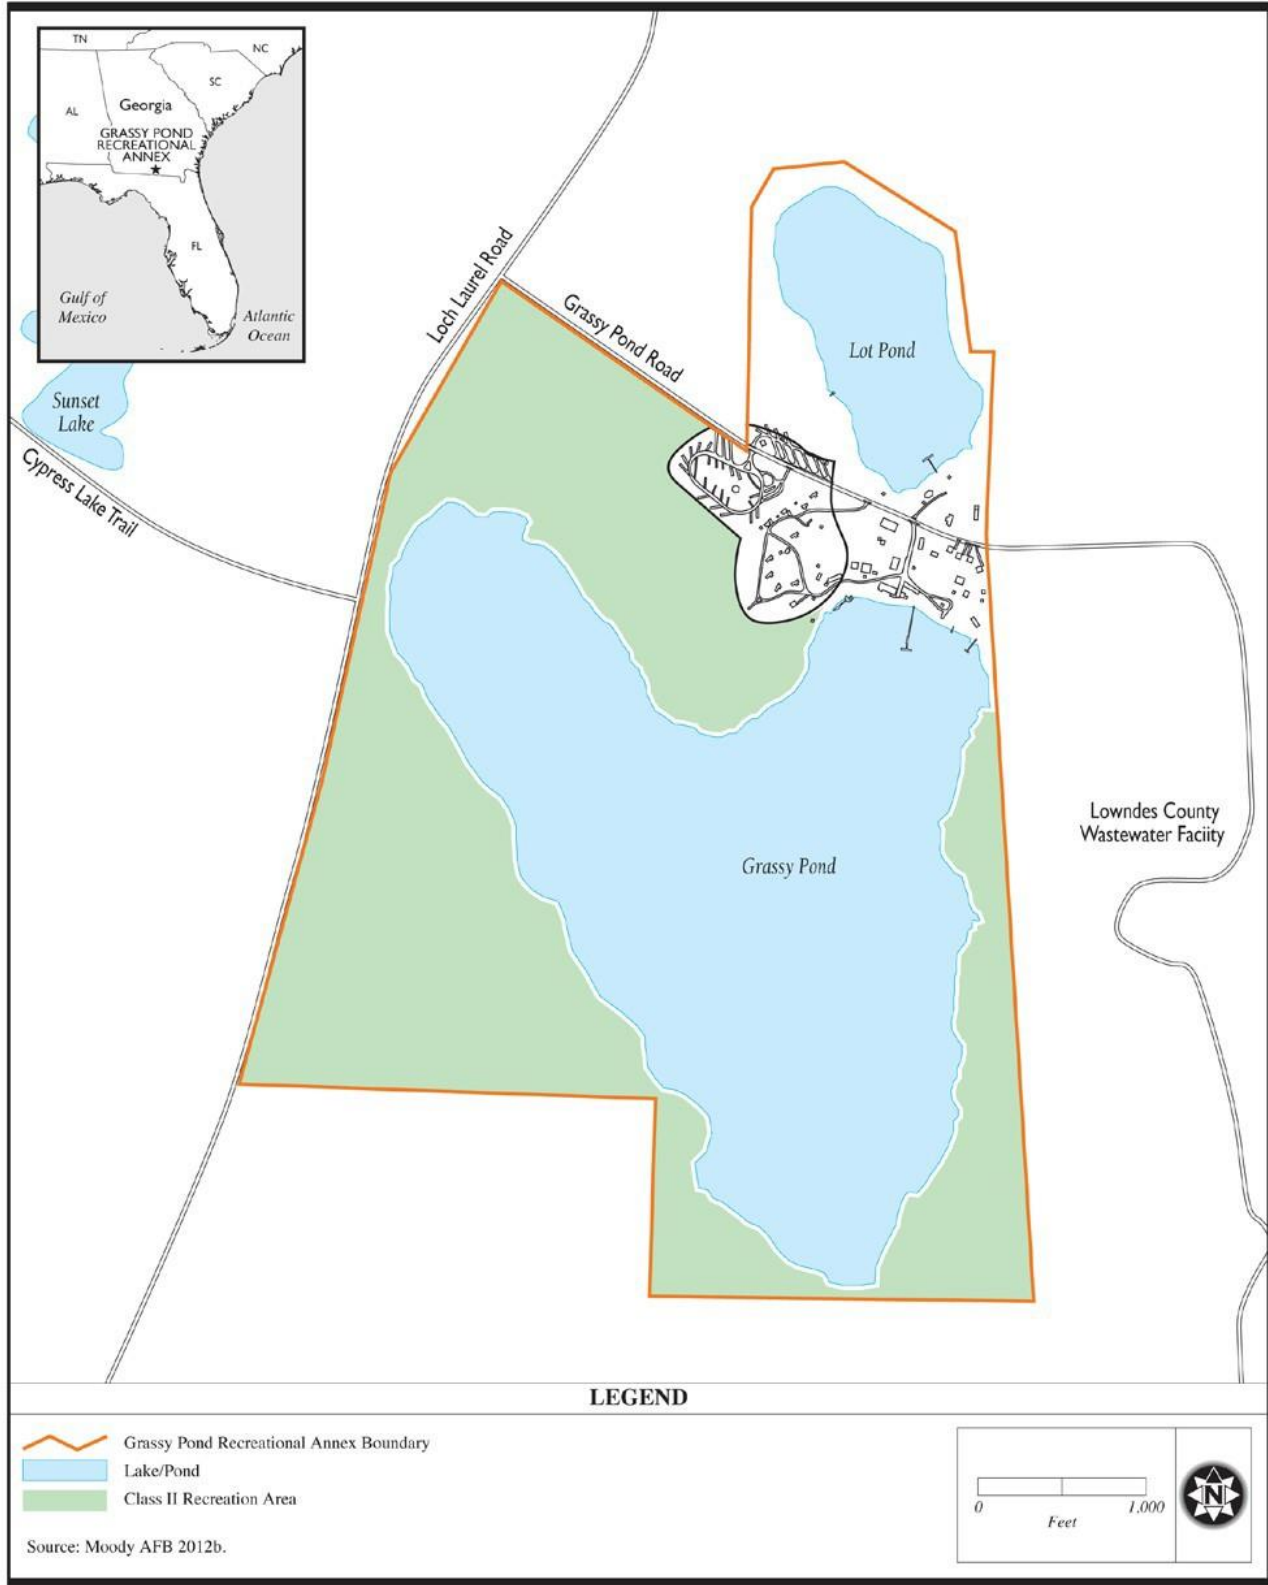 TN
NC
SC
AL
Georgia
GRASSY POND
RECREATIONAL
ANNEX
FL
Gulf of
Mexico
Atlantic
Ocean
Loch Laurel Road
Grassy Pond Road
Lot Pond
Sunset
Lake
Cypress Lake Trail
Lowndes County
Wastewater Faciity
Grassy Pond
LEGEND
Grassy Pond Recreational Annex Boundary
Lake/Pond
Class II Recreation Area
Source: Moody AFB 2012b.
0 1,000
Feet
N